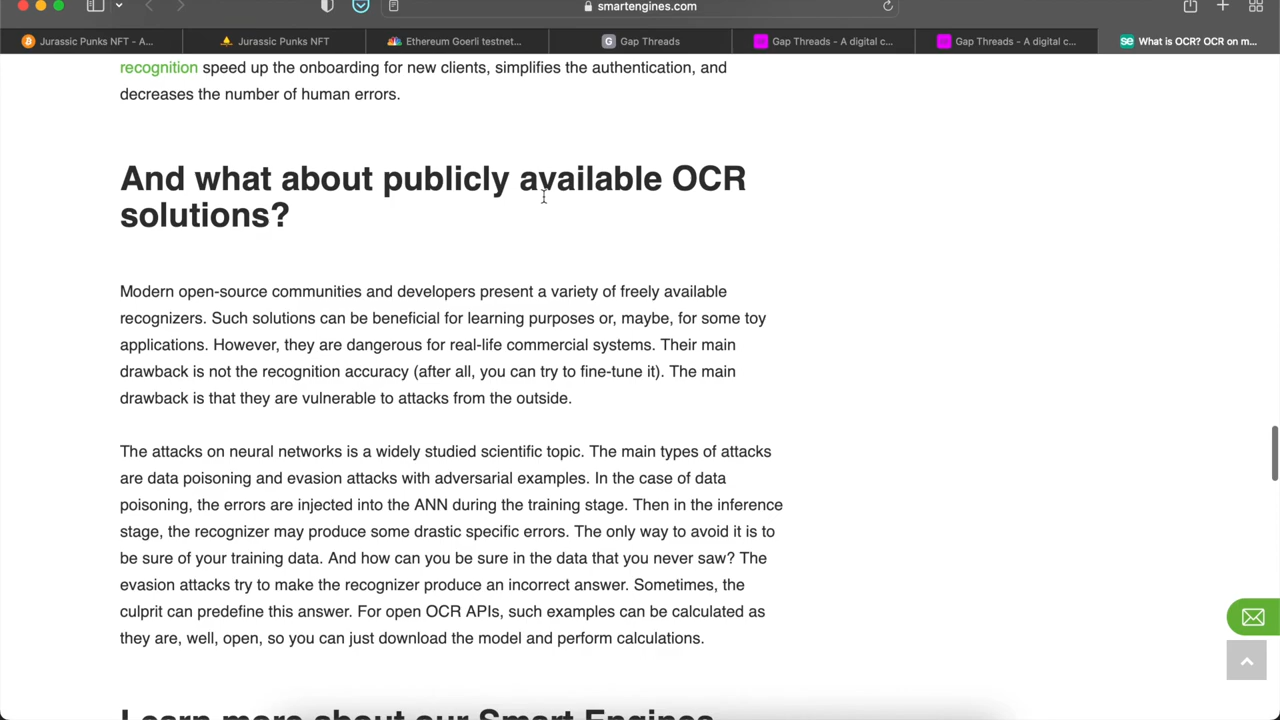 smartengines.com
Jurassic Punks NFT - A...
Jurassic Punks NFT
Ethereum Goerli testnet...
G
Gap Threads
Gap Threads - A digital c...
Gap Threads - A digital c...
se
What is OCR? OCR on m...
recognition speed up the onboarding for new clients, simplifies the authentication, and
decreases the number of human errors.
And what about publicly available OCR
solutions?
Modern open-source communities and developers present a variety of freely available
recognizers. Such solutions can be beneficial for learning purposes or, maybe, for some toy
applications. However, they are dangerous for real-life commercial systems. Their main
drawback is not the recognition accuracy (after all, you can try to fine-tune it). The main
drawback is that they are vulnerable to attacks from the outside.
The attacks on neural networks is a widely studied scientific topic. The main types of attacks
are data poisoning and evasion attacks with adversarial examples. In the case of data
poisoning, the errors are injected into the ANN during the training stage. Then in the inference
stage, the recognizer may produce some drastic specific errors. The only way to avoid it is to
be sure of your training data. And how can you be sure in the data that you never saw? The
evasion attacks try to make the recognizer produce an incorrect answer. Sometimes, the
culprit can predefine this answer. For open OCR APIs, such examples can be calculated as
they are, well, open, so you can just download the model and perform calculations.
Learn more about our Smart Engines